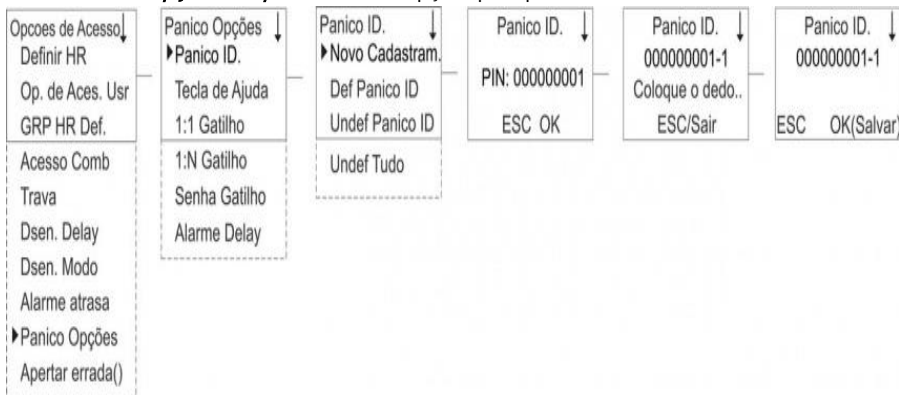 Opcoes de Acesso
Definir HR
Op. de Aces. Usr
GRP HR Def.
Acesso Comb
Trava
Dsen. Delay
Dsen. Modo
Alarme atrasa
Panico Opções
Apertar errada()
Panico Opções
Panico ID.
Tecla de Ajuda
1:1 Gatilho
1:N Gatilho
Senha Gatilho
Alarme Delay
Panico ID.
Novo Cadastram.
Def Panico ID
Undef Panico ID
Undef Tudo
Panico ID.
PIN: 000000001
ESC OK
Panico ID.
000000001-1
Coloque o dedo..
ESC/Sair
Panico ID.
000000001-1
ESC OK(Salvar)